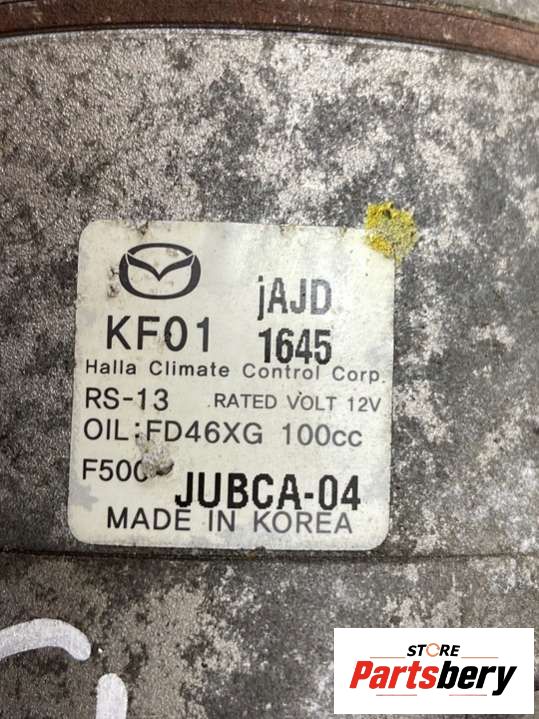 jAJD
KF01 1645
Halla Climate Control Corp.
RS-13 RATED VOLT 12V
OIL:FD46XG 100cc
JUBCA-04
MADE IN KOREA
STORE
Partsbery